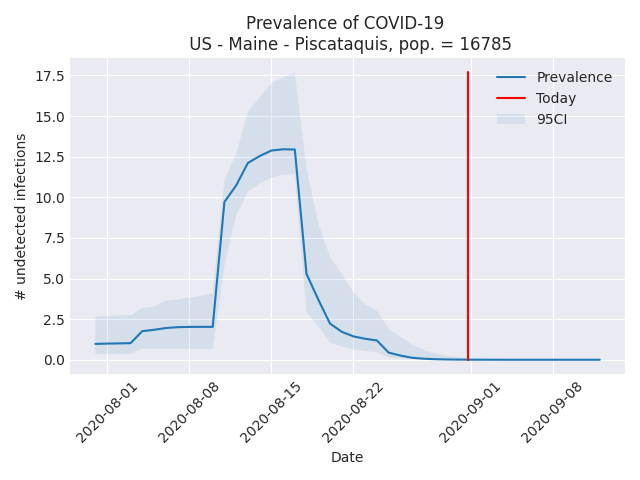 Prevalence of COVID-19
US - Maine - Piscataquis, pop. = 16785
17.5
15.0
12.5
10.0
7.5
5.0
2.5
0.0
# undetected infections
Prevalence
Today
95CI
2020-08-01
2020-08-08
2020-08-15
2020-08-22
2020-09-01
2020-09-08
Date